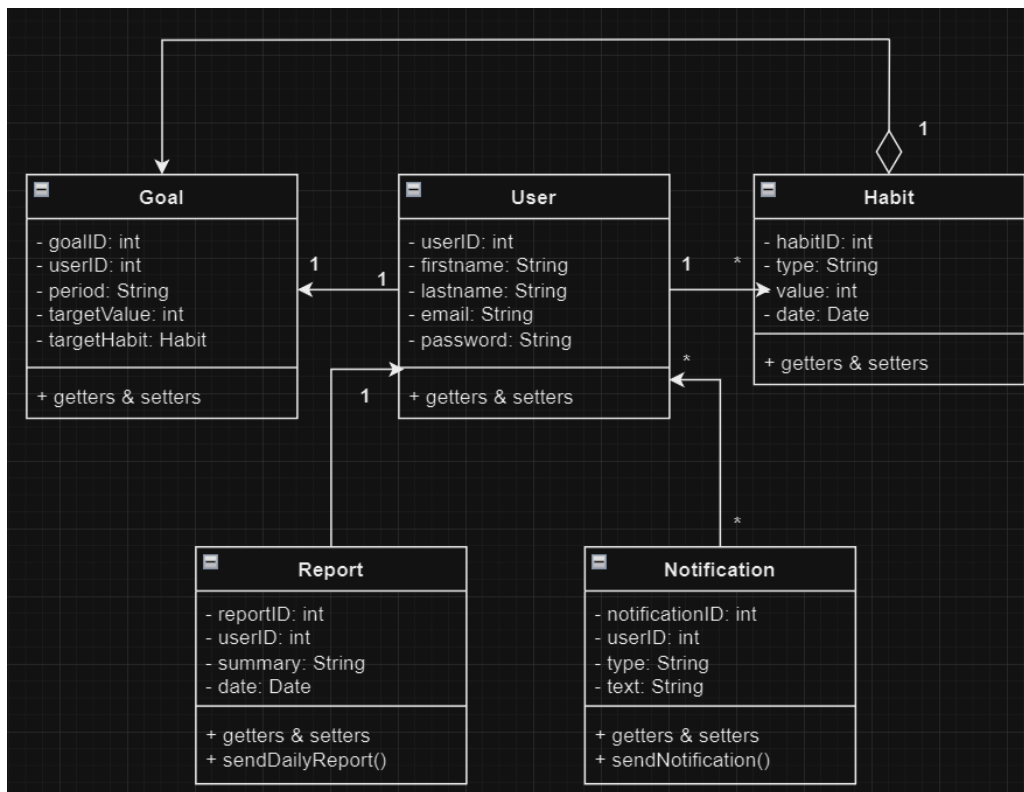 1
Goal
- goalID: int
- userID: int
- period: String
- targetValue: int
- targetHabit: Habit
+ getters & setters
1
1
User
- userID: int
- firstname: String
- lastname: String
- email: String
- password: String
+ getters & setters
1
*
Habit
- habitID: int
- type: String
value: int
- date: Date
+ getters & setters
1
*
*
Report
- reportID: int
- userID: int
- summary: String
- date: Date
+ getters & setters
+ sendDailyReport()
Notification
- notificationID: int
- userID: int
- type: String
- text: String
+ getters & setters
+ sendNotification()